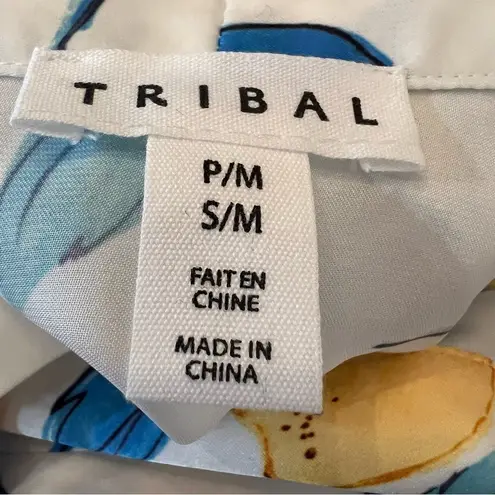 TRIBAL
P/M
S/M
FAIT EN
CHINE
MADE IN
CHINA